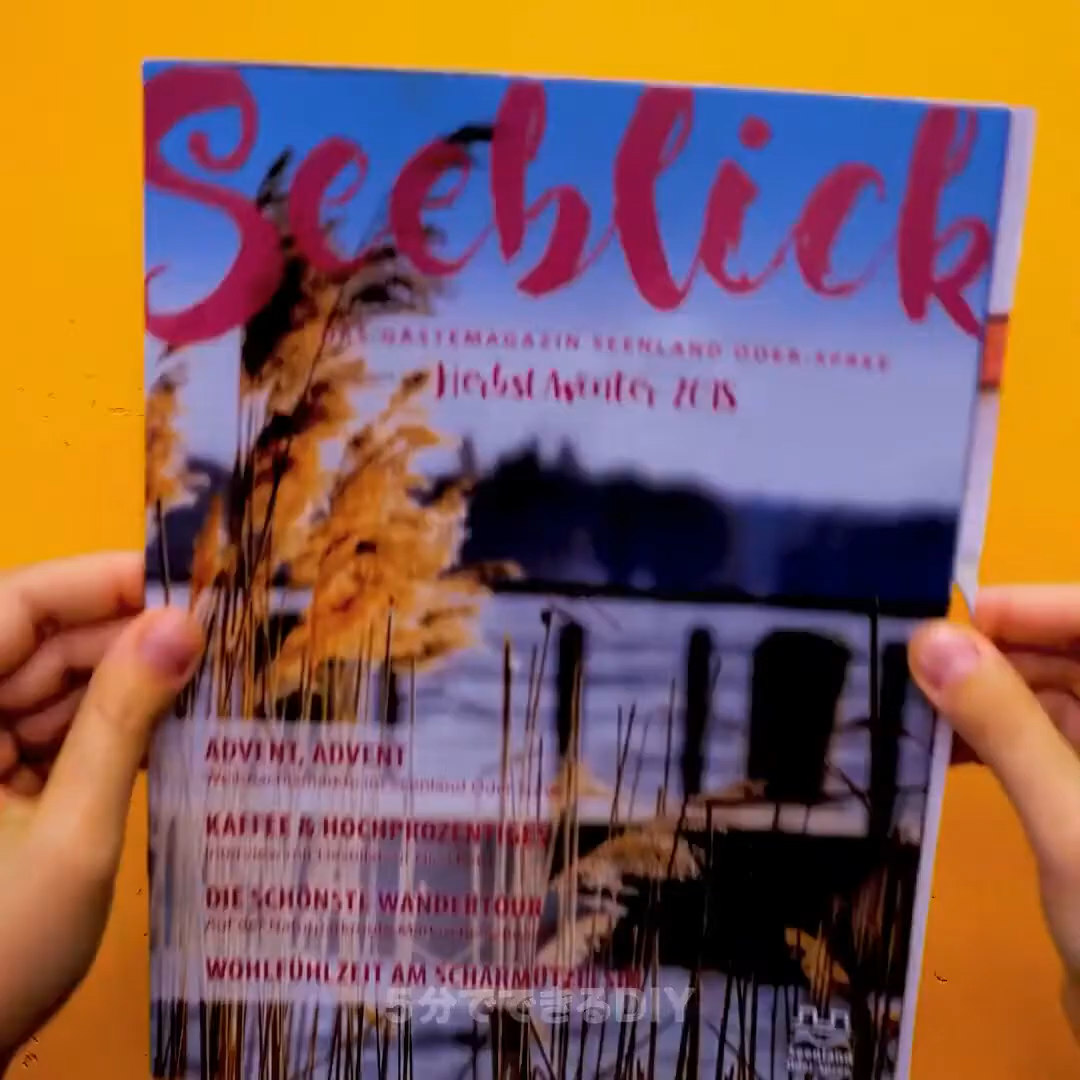 Seeblick
DAS GÄSTEMAGAZIN SEENLAND ODER-SPREE
Herbst/Winter 2018
ADVENT, ADVENT
KAFFEE & HOCHPROZENTIGES
DIE SCHÖNSTE WANDERTOUR
WOHLFÜHLZEIT AM SCHARMÜTZELSEE
5分でできるDIY